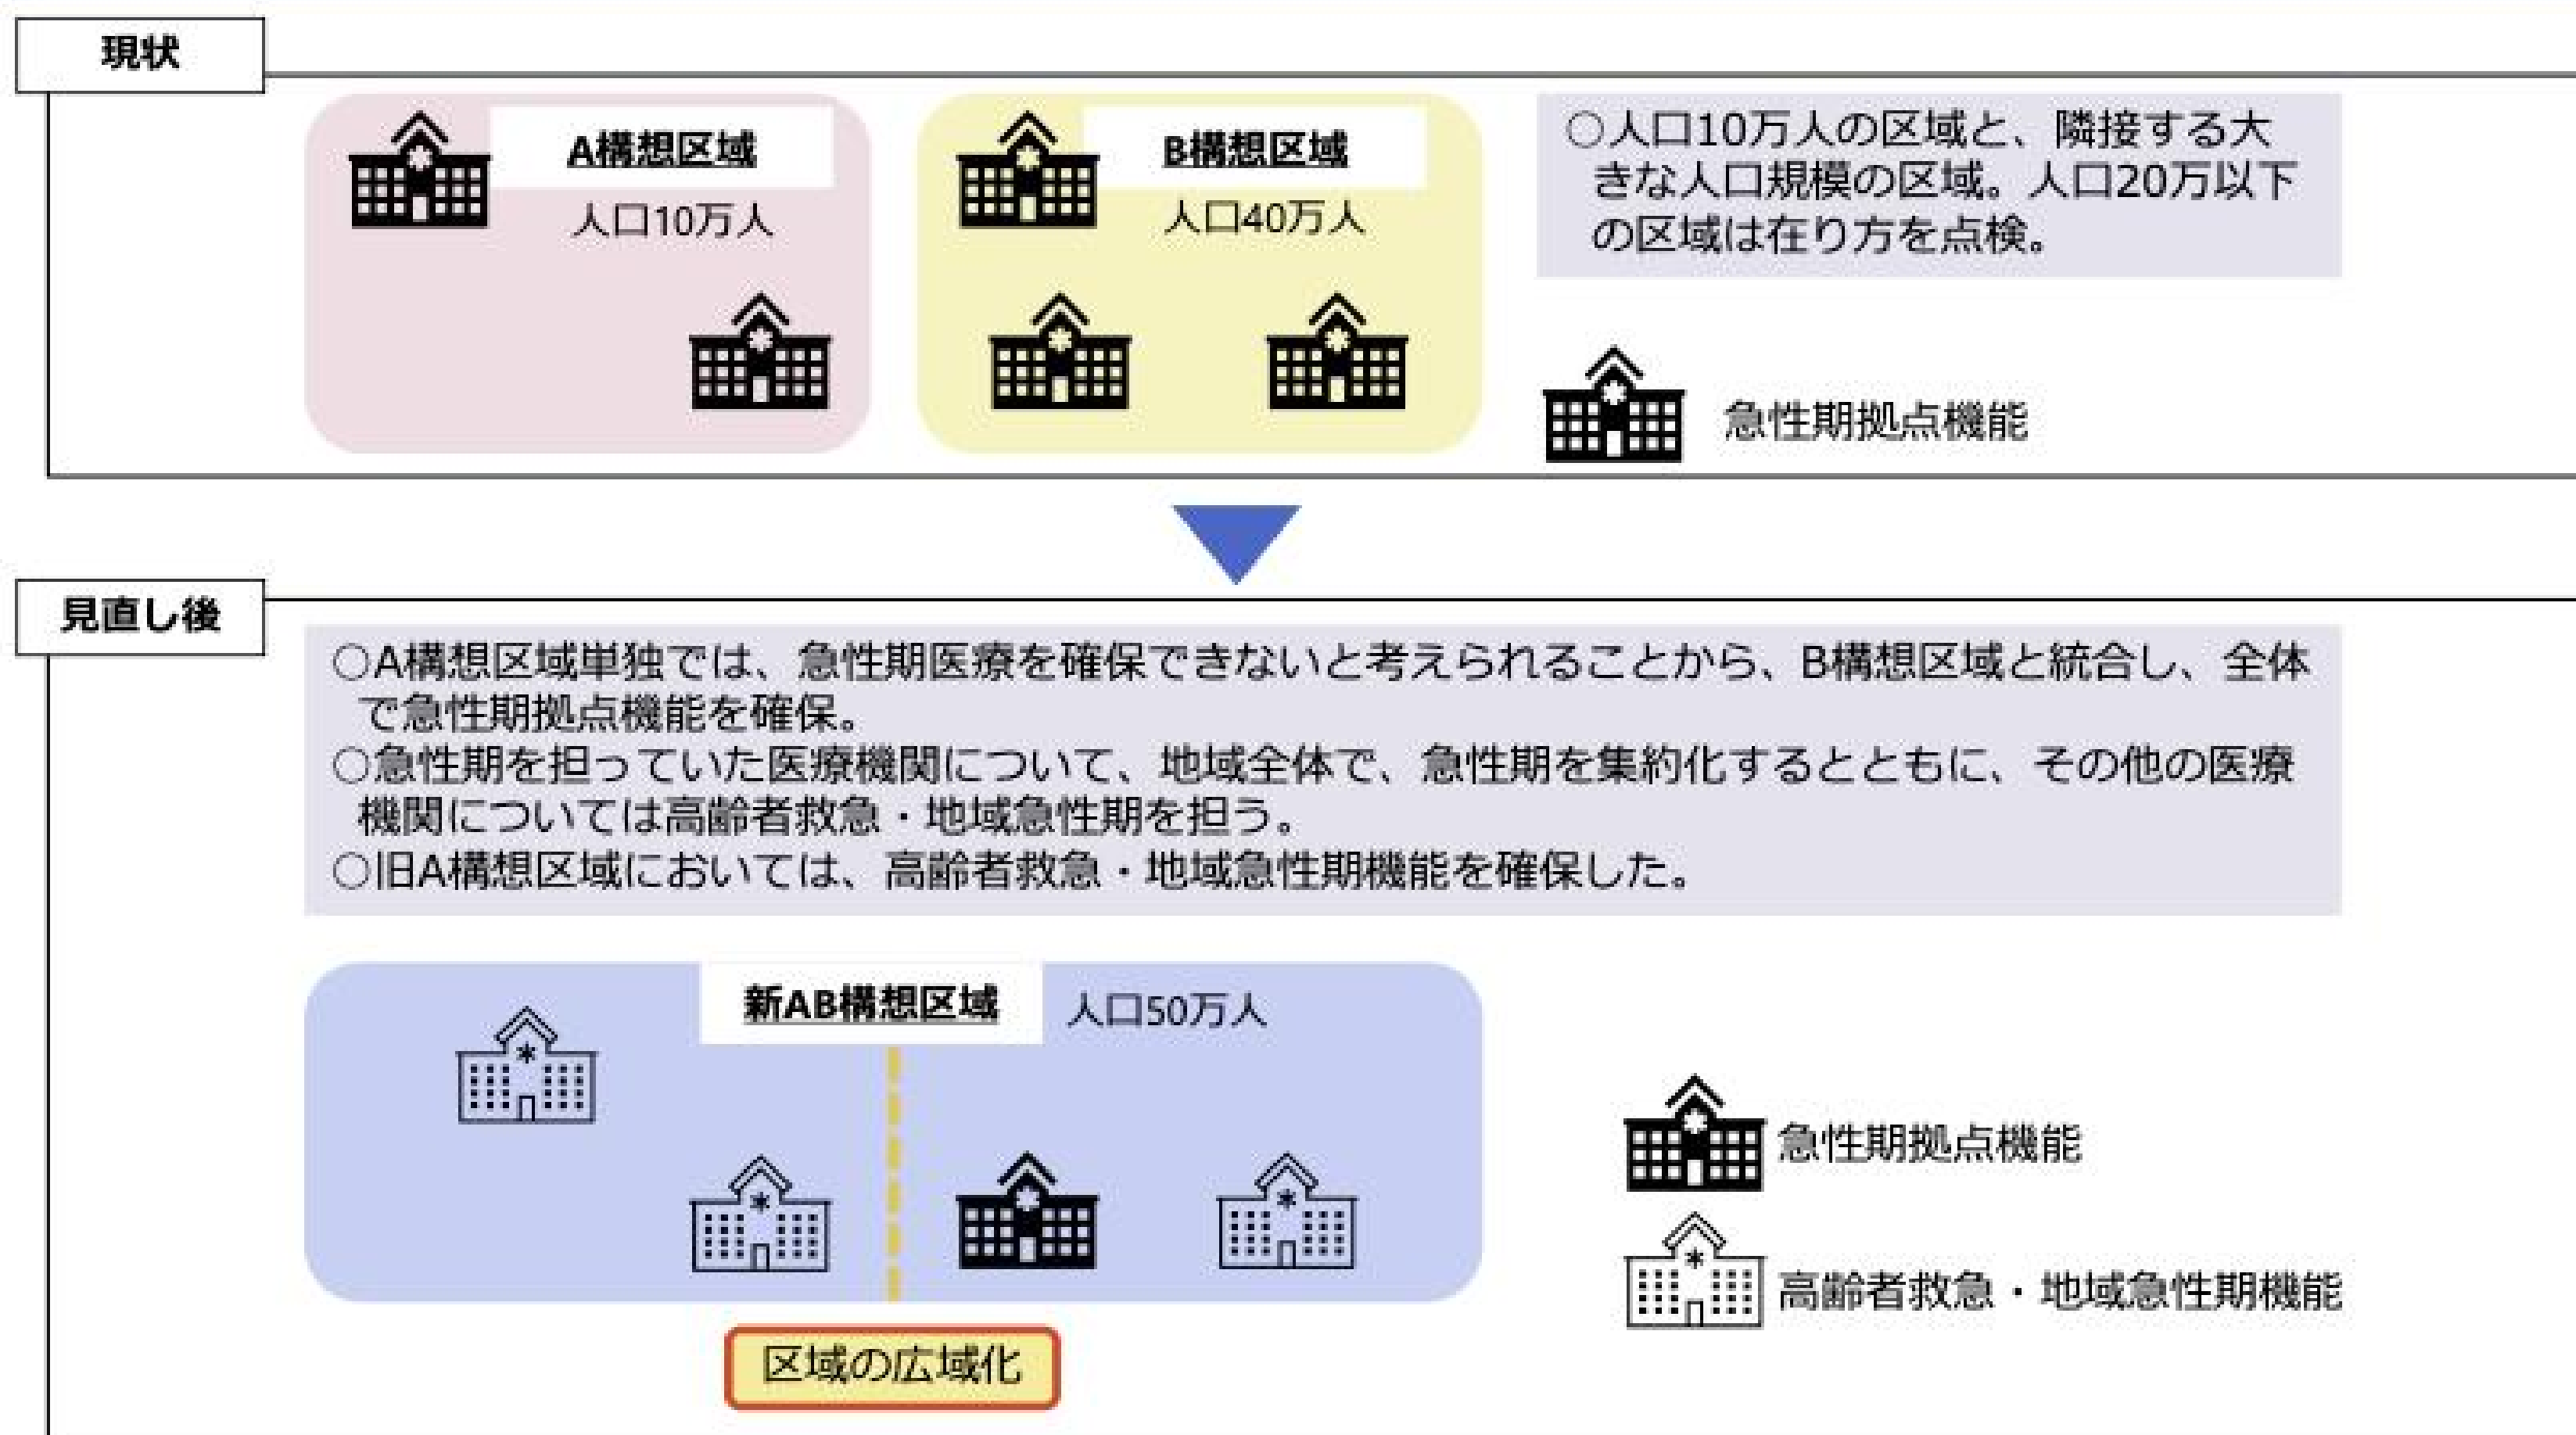 現状
A構想区域
人口10万人
B構想区域
人口40万人
○人口10万人の区域と、隣接する大
きな人口規模の区域。人口20万以下
の区域は在り方を点検。
急性期拠点機能
見直し後
○A構想区域単独では、急性期医療を確保できないと考えられることから、B構想区域と統合し、全体
で急性期拠点機能を確保。
○急性期を担っていた医療機関について、地域全体で、急性期を集約化するとともに、その他の医療
機関については高齢者救急・地域急性期を担う。
○旧A構想区域においては、高齢者救急・地域急性期機能を確保した。
新AB構想区域
人口50万人
急性期拠点機能
高齢者救急・地域急性期機能
区域の広域化